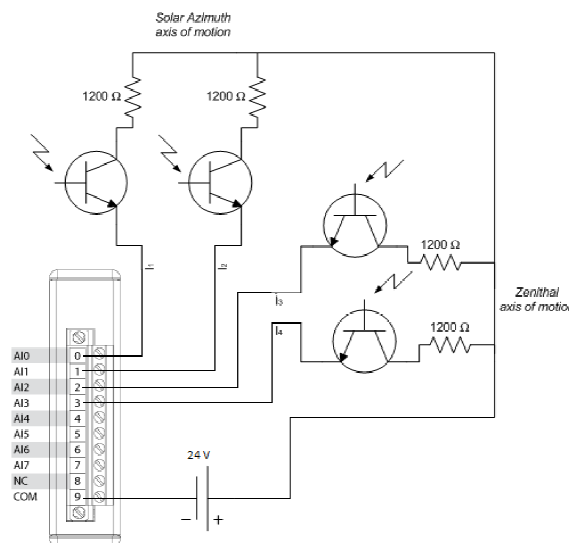 Solar Azimuth
axis of motion
1200 Ω
1200 Ω
I1
I2
1200 Ω
I3
I4
Zenithal
axis of motion
1200 Ω
AI0 0
AI1 1
AI2 2
AI3 3
AI4 4
AI5 5
AI6 6
AI7 7
NC 8
COM 9
24 V
− +